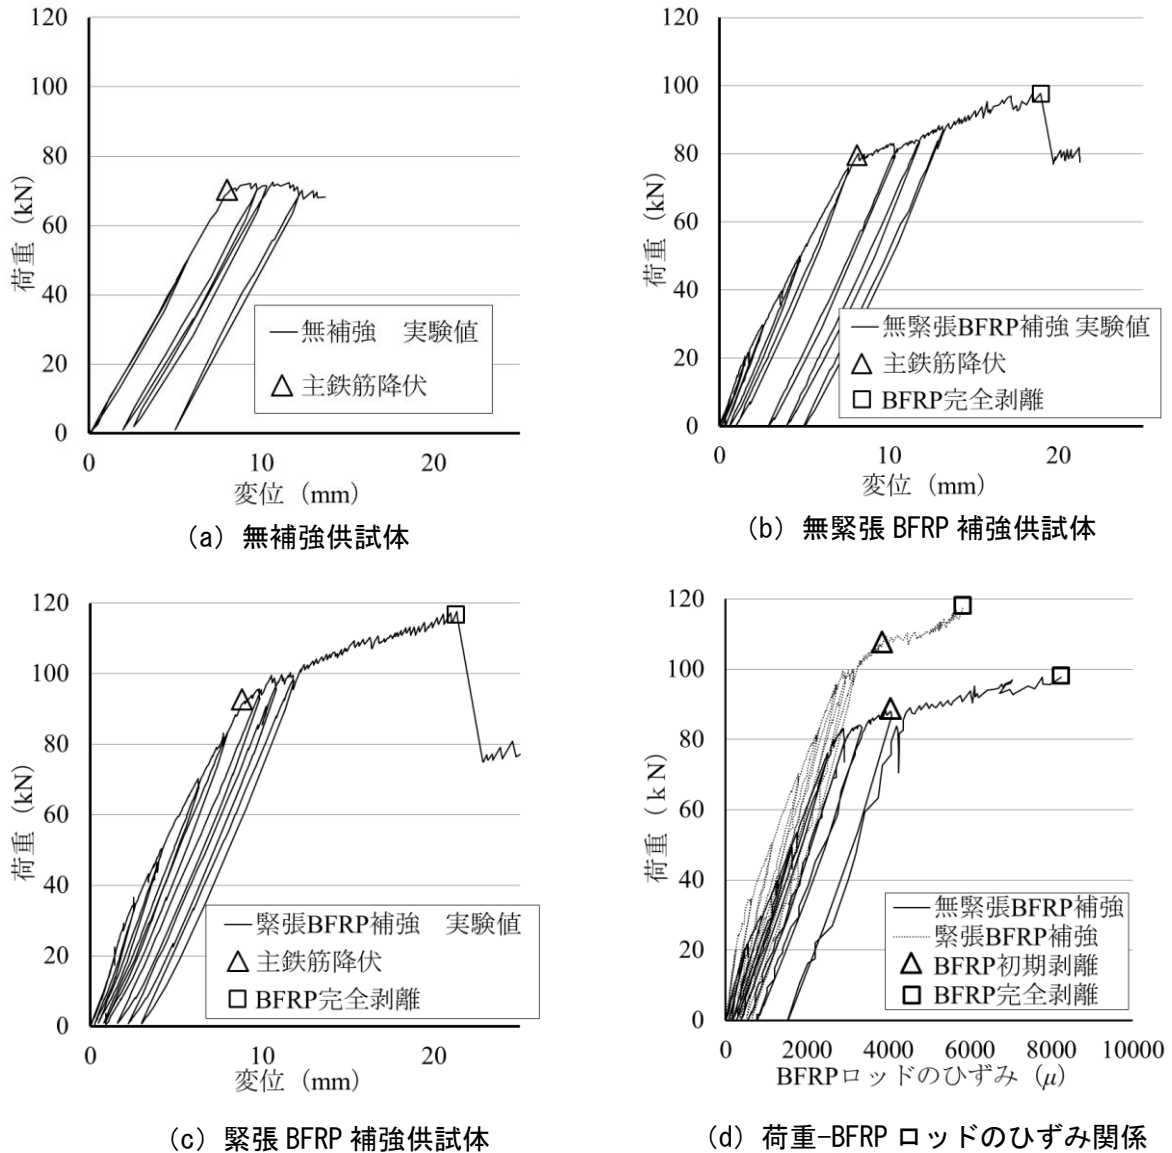 120
100
80
60
40
20
0
荷重 (kN)
無補強 実験値
主鉄筋降伏
0 10 20
変位 (mm)
(a) 無補強供試体
120
100
80
60
40
20
0
荷重 (kN)
無緊張BFRP補強 実験値
主鉄筋降伏
BFRP完全剥離
0 10 20
変位 (mm)
(b) 無緊張 BFRP 補強供試体
120
100
80
60
40
20
0
荷重 (kN)
緊張BFRP補強 実験値
主鉄筋降伏
BFRP完全剥離
0 10 20
変位 (mm)
(c) 緊張 BFRP 補強供試体
120
100
80
60
40
20
0
荷重 (kN)
無緊張BFRP補強
緊張BFRP補強
BFRP初期剥離
BFRP完全剥離
0 2000 4000 6000 8000 10000
BFRPロッドのひずみ (μ)
(d) 荷重-BFRP ロッドのひずみ関係